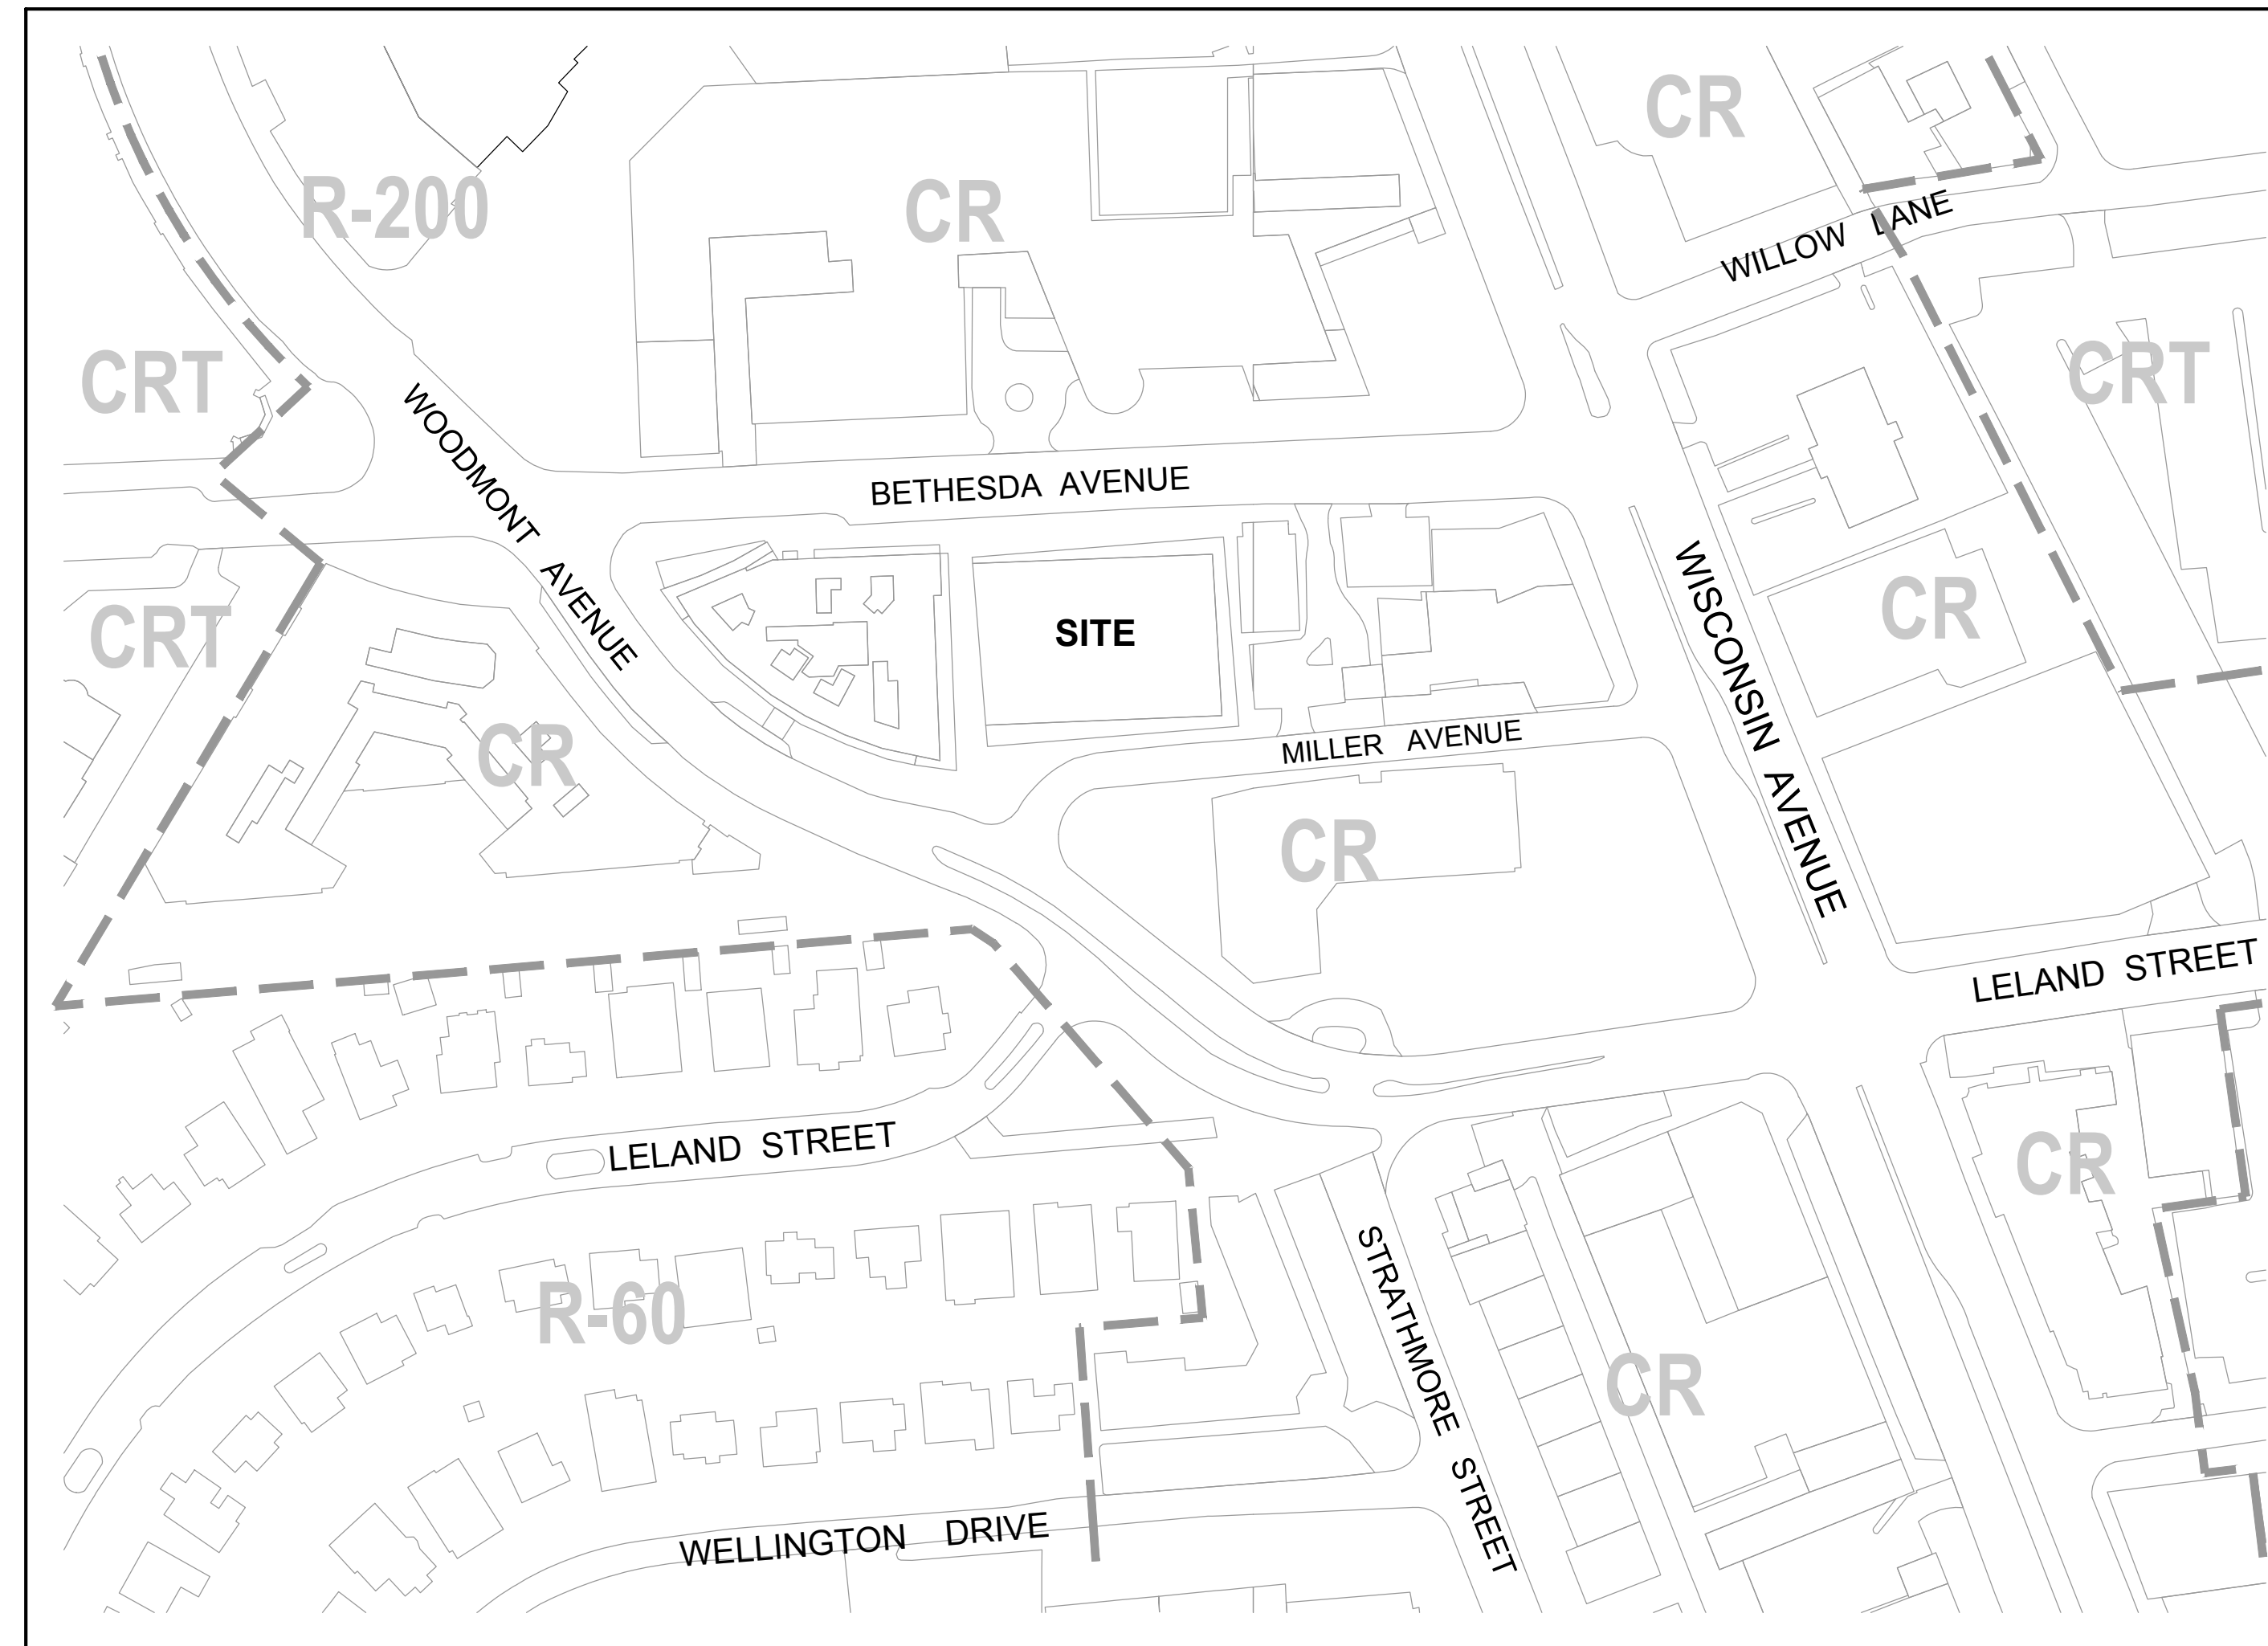 CR
R-200
CR
WILLOW LANE
CRT
CRT
WOODMONT AVENUE
BETHESDA AVENUE
CRT
SITE
WISCONSIN AVENUE
CR
CR
MILLER AVENUE
CR
LELAND STREET
LELAND STREET
CR
R-60
STRATHMORE STREET
CR
WELLINGTON DRIVE